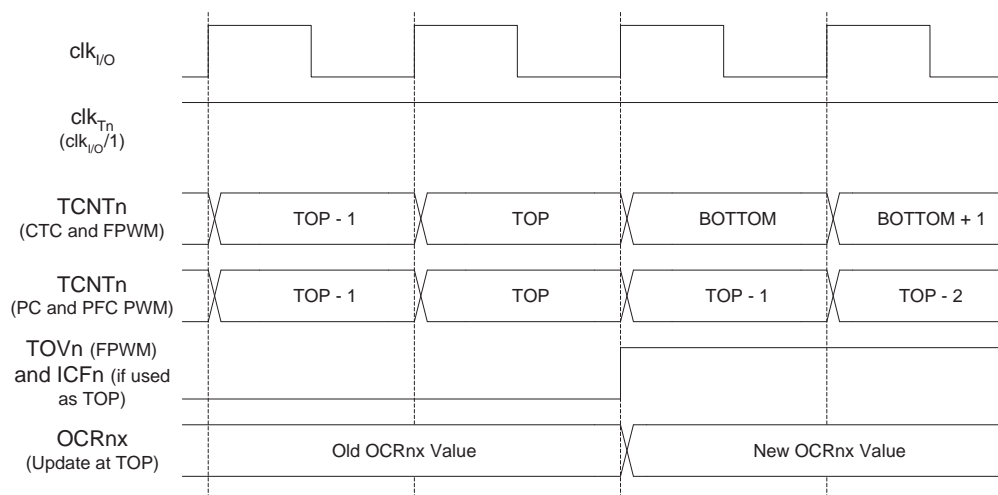 clkI/O
clkTn
(clkI/O/1)
TCNTn
(CTC and FPWM)
TOP - 1
TOP
BOTTOM
BOTTOM + 1
TCNTn
(PC and PFC PWM)
TOP - 1
TOP
TOP - 1
TOP - 2
TOVn (FPWM)
and ICFn (if used
as TOP)
OCRnx
(Update at TOP)
Old OCRnx Value
New OCRnx Value